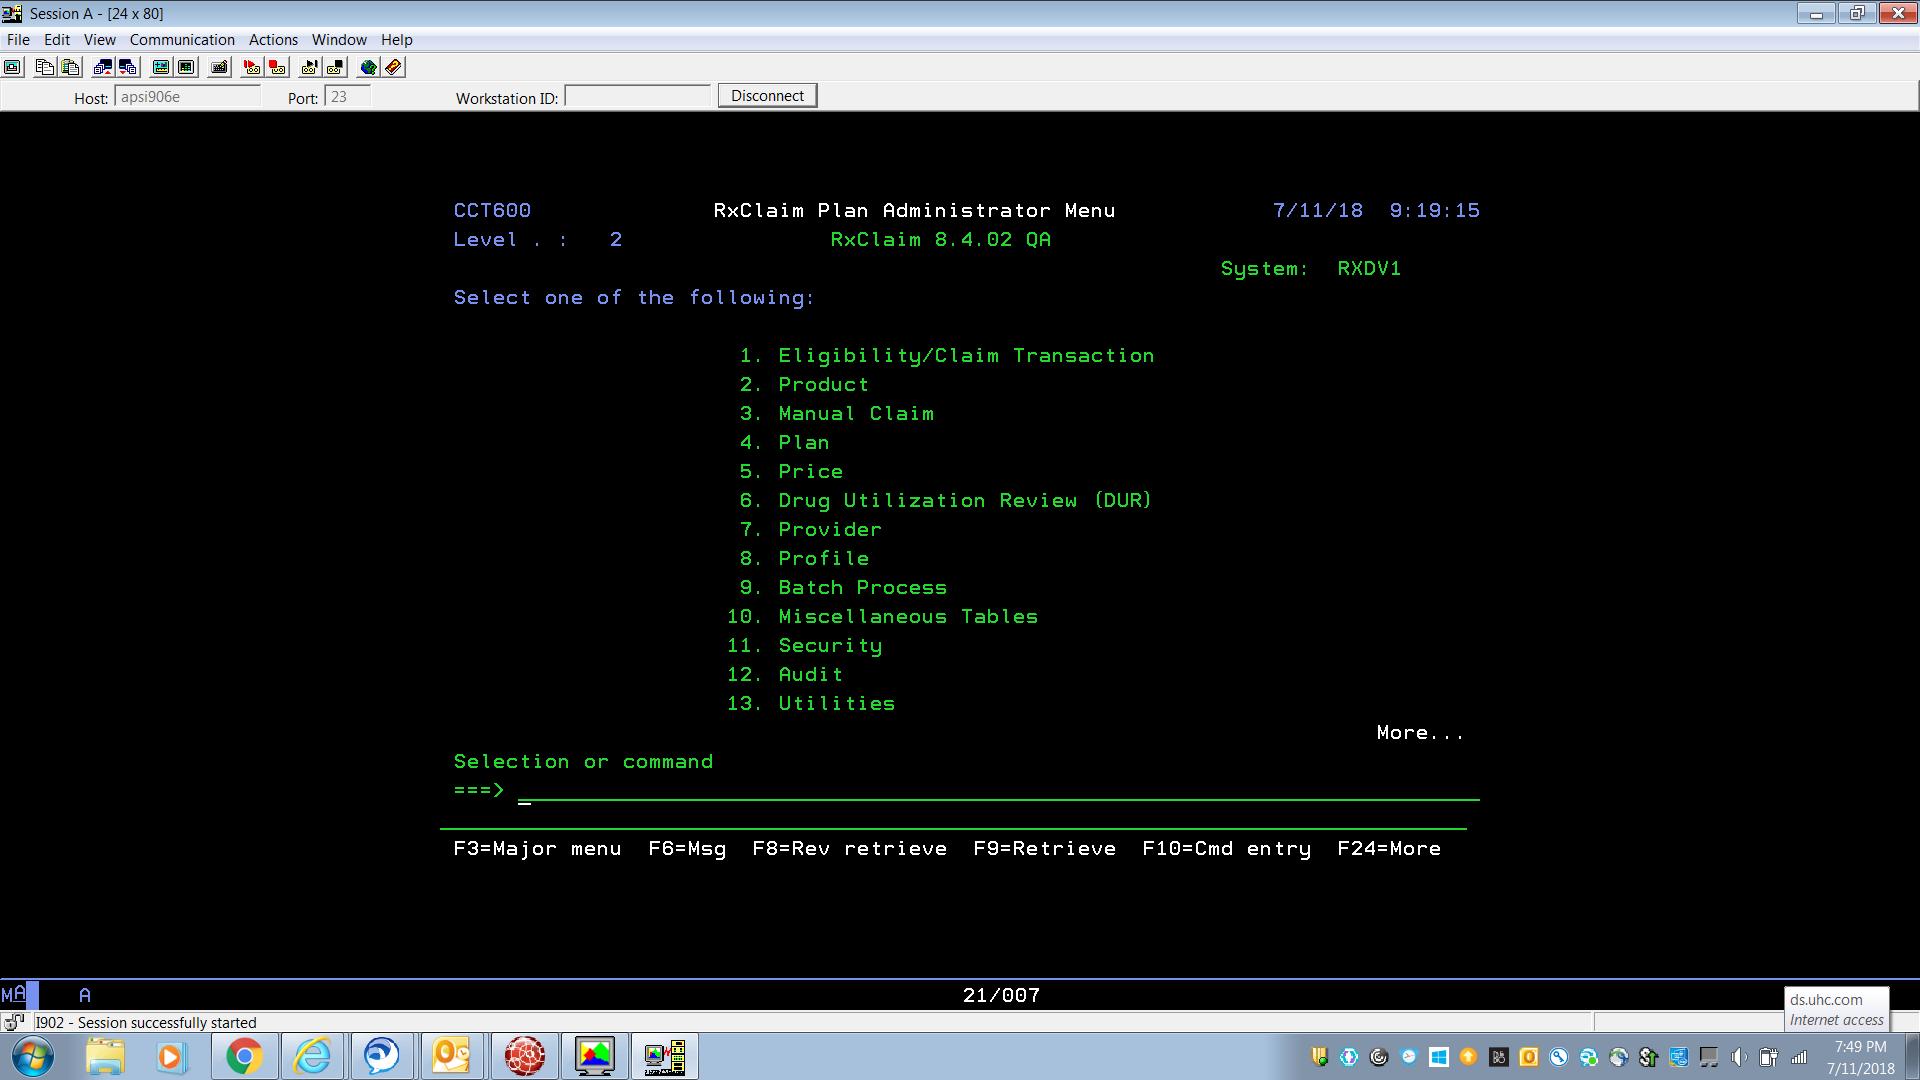 Session A - [24 x 80]
File Edit View Communication Actions Window Help
Host: apsi906e Port: 23 Workstation ID: Disconnect
CCT600 RxClaim Plan Administrator Menu 7/11/18 9:19:15
Level . : 2 RxClaim 8.4.02 QA
System: RXDV1
Select one of the following:
1. Eligibility/Claim Transaction
2. Product
3. Manual Claim
4. Plan
5. Price
6. Drug Utilization Review (DUR)
7. Provider
8. Profile
9. Batch Process
10. Miscellaneous Tables
11. Security
12. Audit
13. Utilities
More...
Selection or command
===>
F3=Major menu F6=Msg F8=Rev retrieve F9=Retrieve F10=Cmd entry F24=More
MA A 21/007
ds.uhc.com
Internet access
I902 - Session successfully started
7:49 PM
7/11/2018